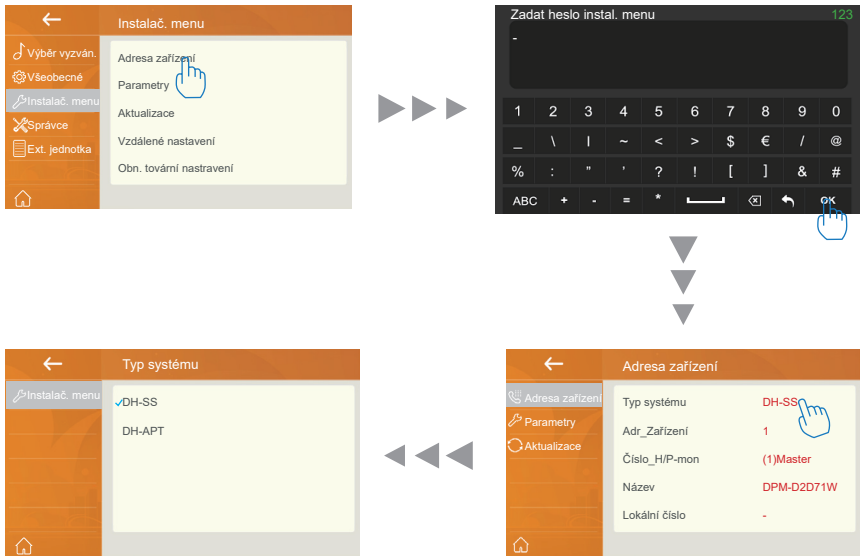 Instalač. menu
Výběr vyzván.
Všeobecné
Instalač. menu
Správce
Ext. jednotka
Adresa zařízení
Parametry
Aktualizace
Vzdálené nastavení
Obn. tovární nastravení
Zadat heslo instal. menu 123
-
1 2 3 4 5 6 7 8 9 0
_ \ | ~ < > $ € / @
% : " ' ? ! [ ] & #
ABC + - = * OK
Typ systému
Instalač. menu
DH-SS
DH-APT
Adresa zařízení
Adresa zařízení
Parametry
Aktualizace
Typ systému DH-SS
Adr_Zařízení 1
Číslo_H/P-mon (1)Master
Název DPM-D2D71W
Lokální číslo -